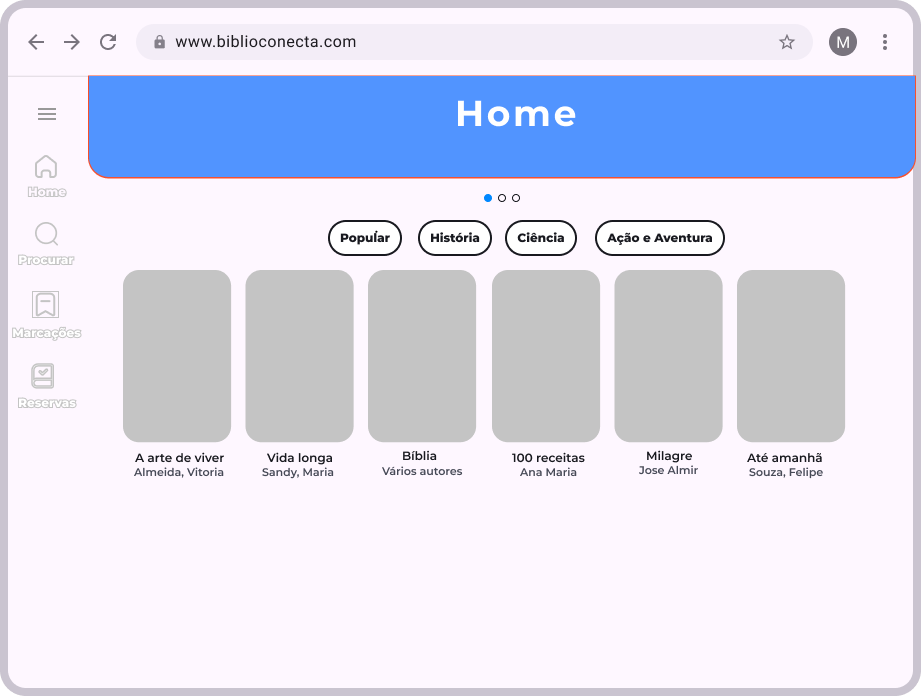 www.biblioconecta.com
M
Home
Home
Procurar
Marcações
Reservas
Popular
História
Ciência
Ação e Aventura
A arte de viver
Almeida, Vitoria
Vida longa
Sandy, Maria
Bíblia
Vários autores
100 receitas
Ana Maria
Milagre
Jose Almir
Até amanhã
Souza, Felipe